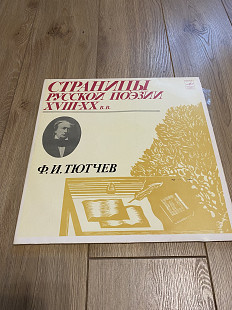 СТРАНИЦЫ
РУССКОЙ ПОЭЗИИ
XVIII-XX в.в.
Ф.И.ТЮТЧЕВ